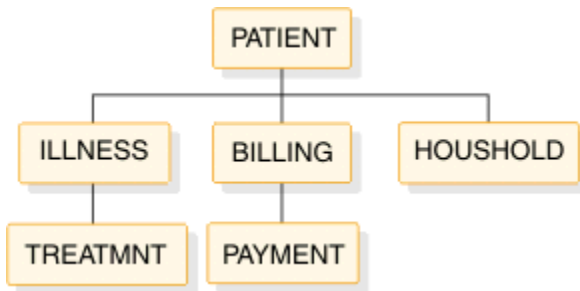 PATIENT
ILLNESS
BILLING
HOUSHOLD
TREATMNT
PAYMENT